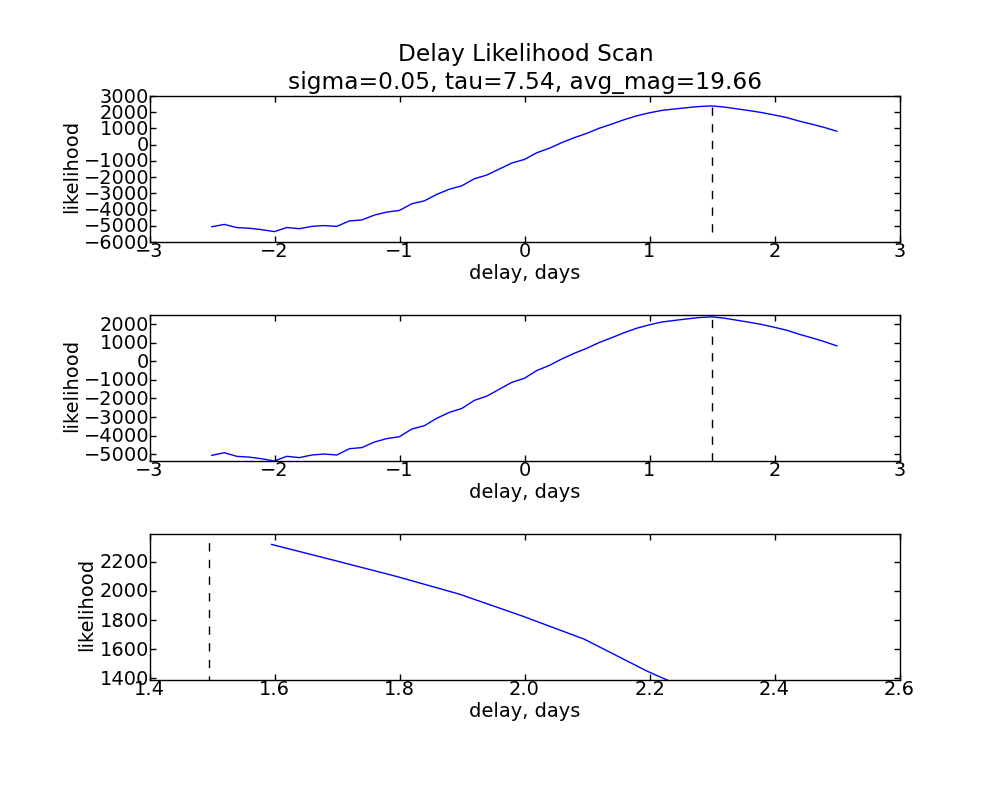 Delay Likelihood Scan
sigma=0.05, tau=7.54, avg_mag=19.66
3000
2000
1000
0
−1000
−2000
−3000
−4000
−5000
−6000
likelihood
−3 −2 −1 0 1 2 3
delay, days
2000
1000
0
−1000
−2000
−3000
−4000
−5000
likelihood
−3 −2 −1 0 1 2 3
delay, days
2200
2000
1800
1600
1400
likelihood
1.4 1.6 1.8 2.0 2.2 2.4 2.6
delay, days